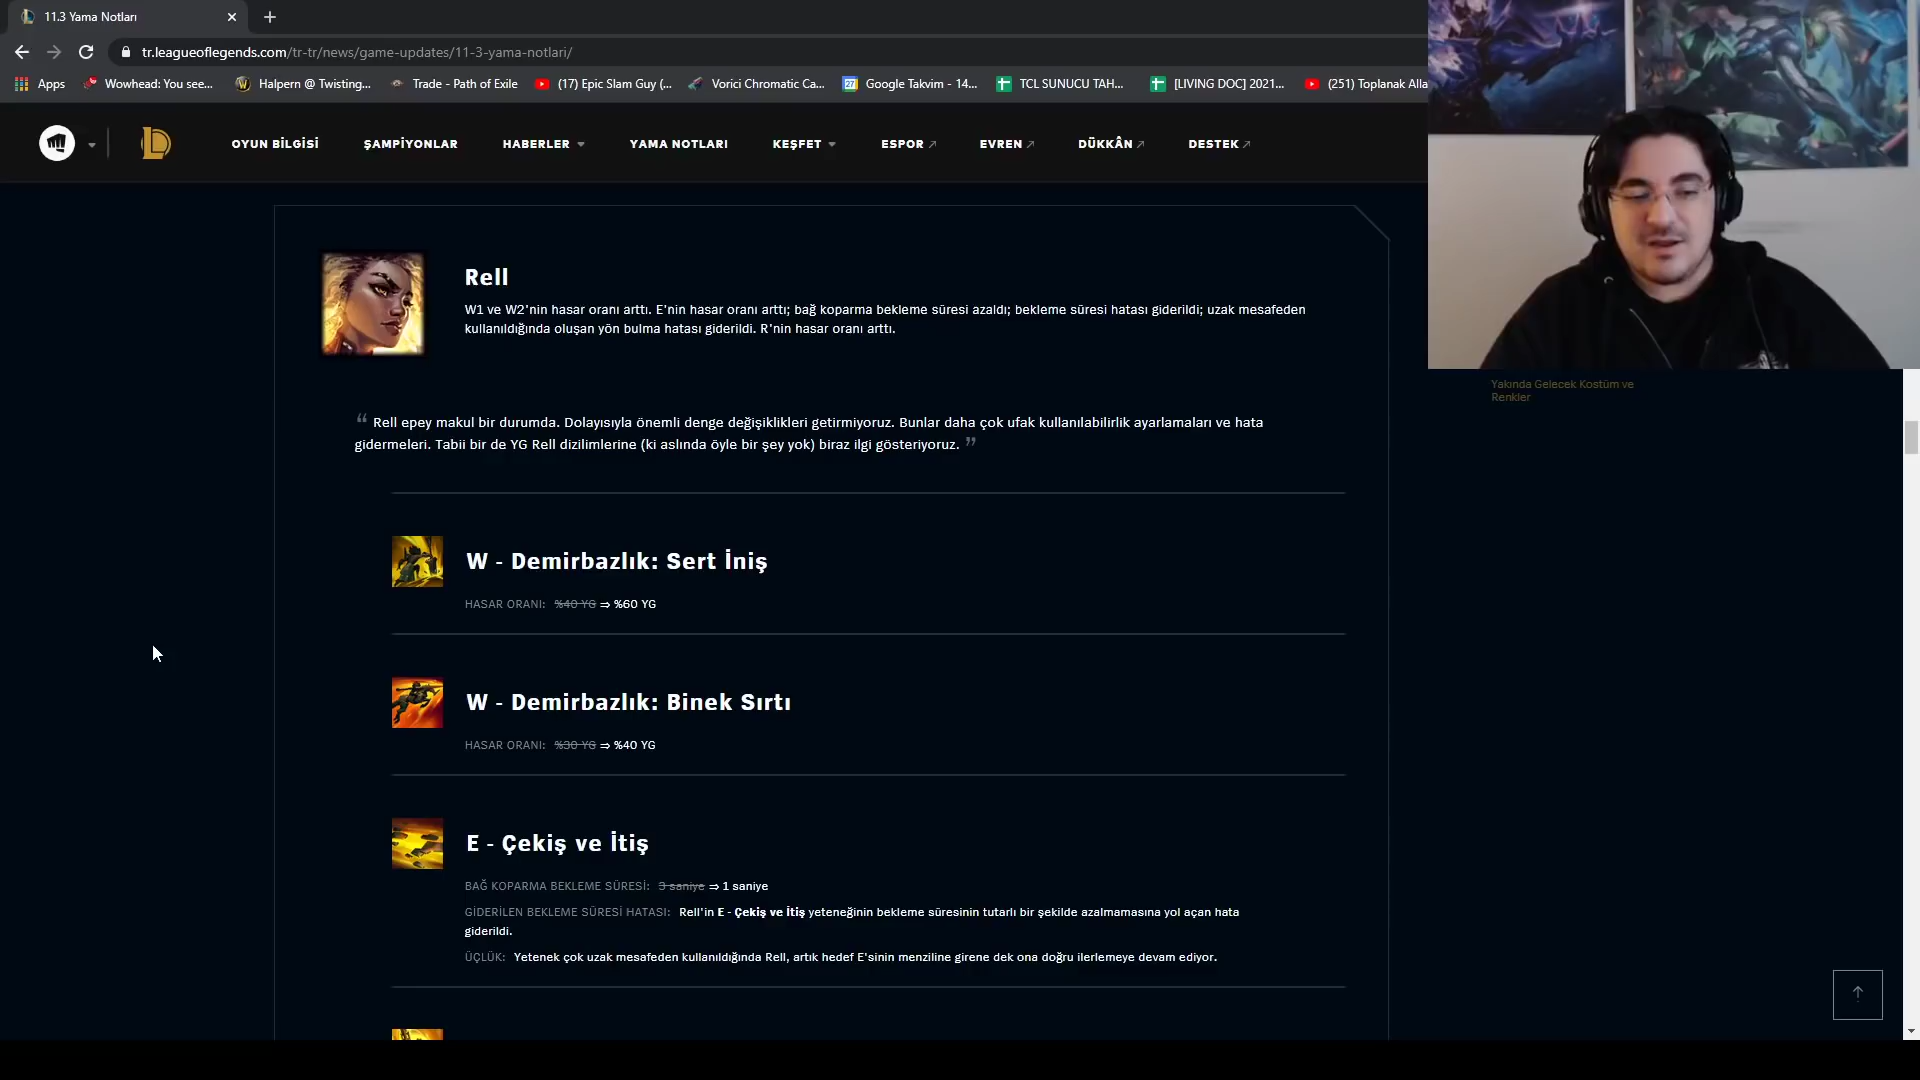 11.3 Yama Notları
tr.leagueoflegends.com/tr-tr/news/game-updates/11-3-yama-notlari/
Apps
Wowhead: You see...
Halpern @ Twisting...
Trade - Path of Exile
(17) Epic Slam Guy (...
Vorici Chromatic Ca...
27
Google Takvim - 14...
TCL SUNUCU TAH...
[LIVING DOC] 2021...
(251) Toplanak Alla
OYUN BİLGİSİ
ŞAMPİYONLAR
HABERLER
YAMA NOTLARI
KEŞFET
ESPOR
EVREN
DÜKKÂN
DESTEK
Rell
W1 ve W2'nin hasar oranı arttı. E'nin hasar oranı arttı; bağ koparma bekleme süresi azaldı; bekleme süresi hatası giderildi; uzak mesafeden
kullanıldığında oluşan yön bulma hatası giderildi. R'nin hasar oranı arttı.
Yakında Gelecek Kostüm ve
Renkler
“ Rell epey makul bir durumda. Dolayısıyla önemli denge değişiklikleri getirmiyoruz. Bunlar daha çok ufak kullanılabilirlik ayarlamaları ve hata
gidermeleri. Tabii bir de YG Rell dizilimlerine (ki aslında öyle bir şey yok) biraz ilgi gösteriyoruz. ”
W - Demirbazlık: Sert İniş
HASAR ORANI: %40 YG ⇒ %60 YG
W - Demirbazlık: Binek Sırtı
HASAR ORANI: %30 YG ⇒ %40 YG
E - Çekiş ve İtiş
BAĞ KOPARMA BEKLEME SÜRESİ: 3 saniye ⇒ 1 saniye
GİDERİLEN BEKLEME SÜRESİ HATASI: Rell'in E - Çekiş ve İtiş yeteneğinin bekleme süresinin tutarlı bir şekilde azalmamasına yol açan hata
giderildi.
ÜÇLÜK: Yetenek çok uzak mesafeden kullanıldığında Rell, artık hedef E'sinin menziline girene dek ona doğru ilerlemeye devam ediyor.